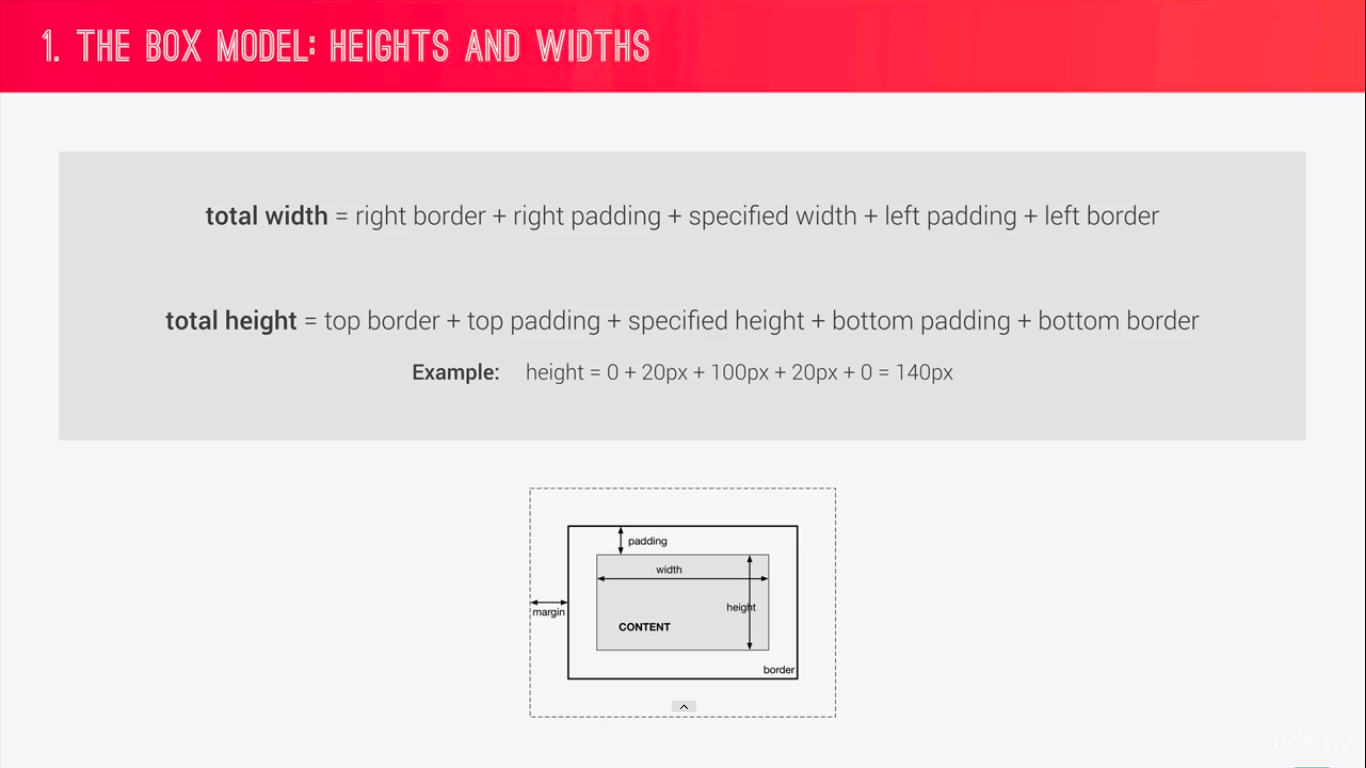 1. THE BOX MODEL: HEIGHTS AND WIDTHS
total width = right border + right padding + specified width + left padding + left border
total height = top border + top padding + specified height + bottom padding + bottom border
Example: height = 0 + 20px + 100px + 20px + 0 = 140px
padding
width
margin
height
CONTENT
border
udemy